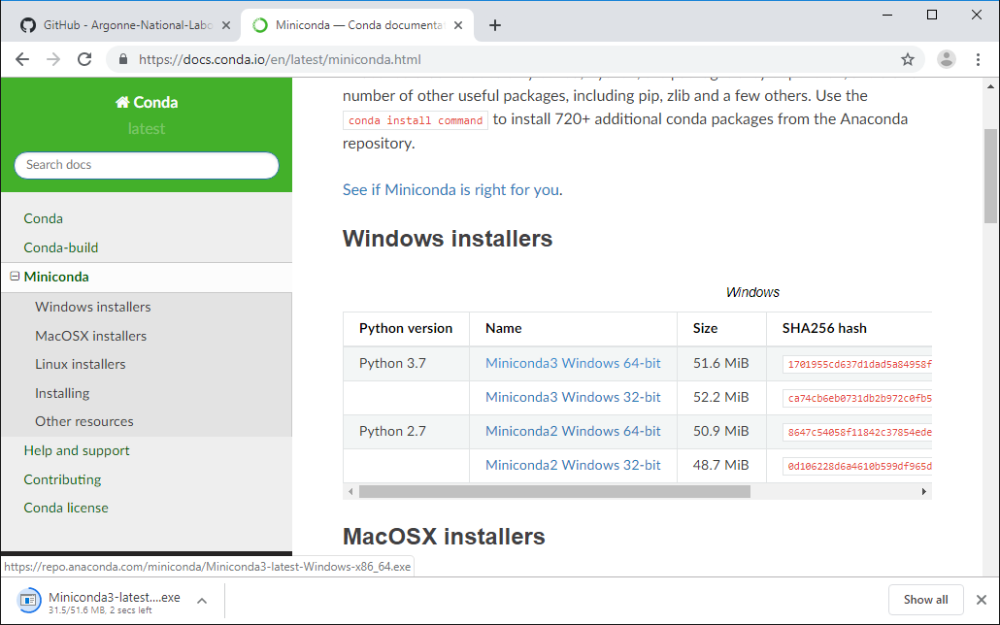 GitHub - Argonne-National-Labo
Miniconda — Conda documenta
https://docs.conda.io/en/latest/miniconda.html
Conda
latest
Search docs
Conda
Conda-build
Miniconda
Windows installers
MacOSX installers
Linux installers
Installing
Other resources
Help and support
Contributing
Conda license
number of other useful packages, including pip, zlib and a few others. Use the
conda install command to install 720+ additional conda packages from the Anaconda
repository.
See if Miniconda is right for you.
Windows installers
Windows
Python version Name Size SHA256 hash
Python 3.7 Miniconda3 Windows 64-bit 51.6 MiB 1701955cd637d1dad5a84958f
Miniconda3 Windows 32-bit 52.2 MiB ca74cb6eb0731db2b972c0fb5
Python 2.7 Miniconda2 Windows 64-bit 50.9 MiB 8647c54058f11842c37854ede
Miniconda2 Windows 32-bit 48.7 MiB 0d106228d6a4610b599df965d
MacOSX installers
https://repo.anaconda.com/miniconda/Miniconda3-latest-Windows-x86_64.exe
Miniconda3-latest....exe
31.5/51.6 MB, 2 secs left
Show all